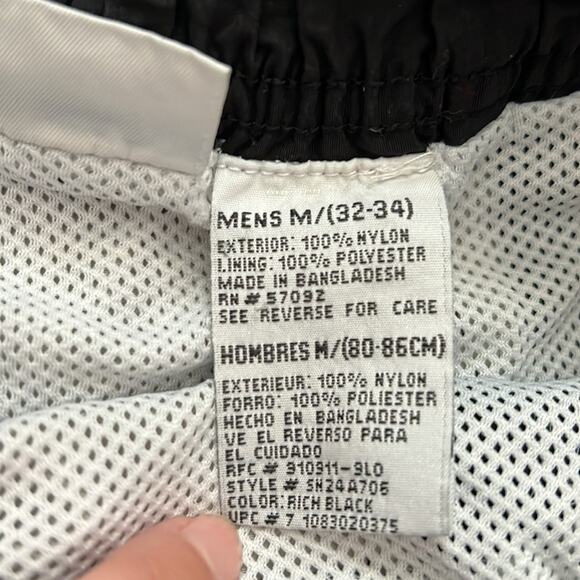 MENS M/(32-34)
EXTERIOR: 100% NYLON
LINING: 100% POLYESTER
MADE IN BANGLADESH
RN # 57092
SEE REVERSE FOR CARE
HOMBRES M/(80-86CM)
EXTERIEUR: 100% NYLON
FORRO: 100% POLIESTER
HECHO EN BANGLADESH
VE EL REVERSO PARA
EL CUIDADO
RFC # 910911-9L0
STYLE # SN24A706
COLOR: RICH BLACK
UPC # 7 1083020375